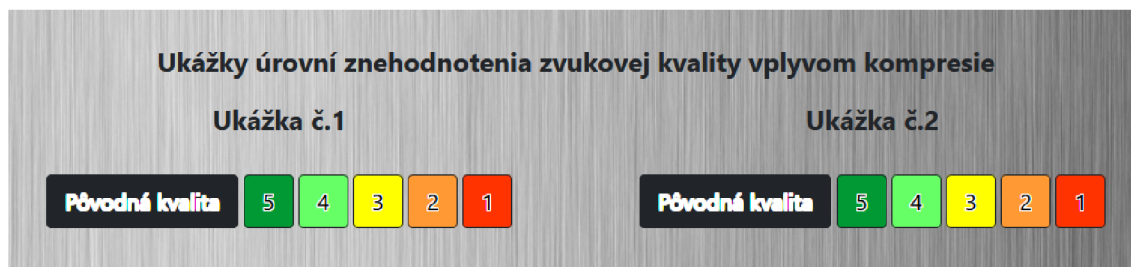 Ukážky úrovní znehodnotenia zvukovej kvality vplyvom kompresie
Ukážka č.1
Ukážka č.2
Pôvodná kvalita 5 4 3 2 1
Pôvodná kvalita 5 4 3 2 1